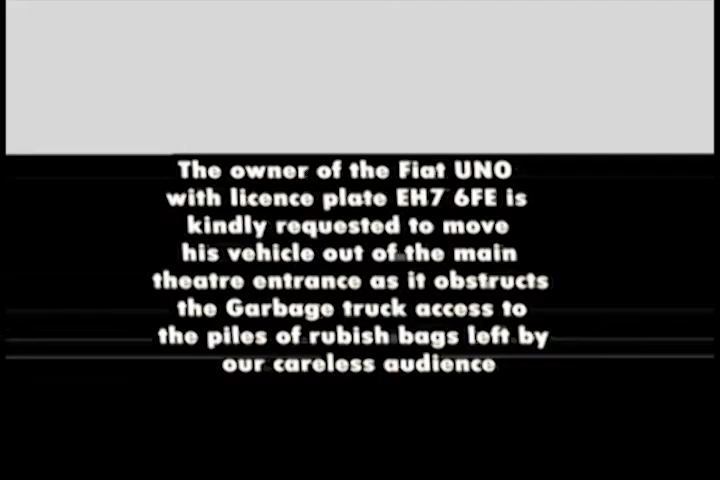 The owner of the Fiat UNO
with licence plate EH7 6FE is
kindly requested to move
his vehicle out of the main
theatre entrance as it obstructs
the Garbage truck access to
the piles of rubish bags left by
our careless audience